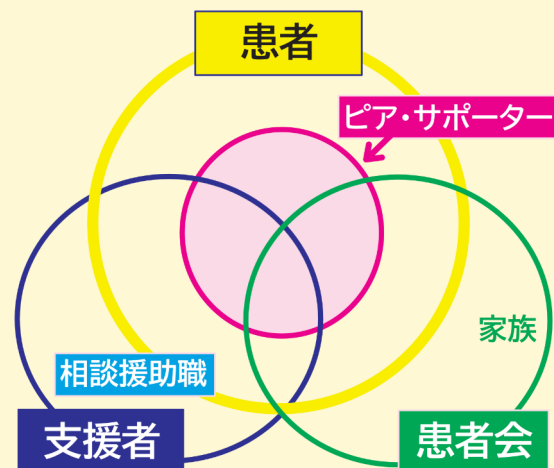 患者
ピア・サポーター
家族
相談援助職
支援者
患者会